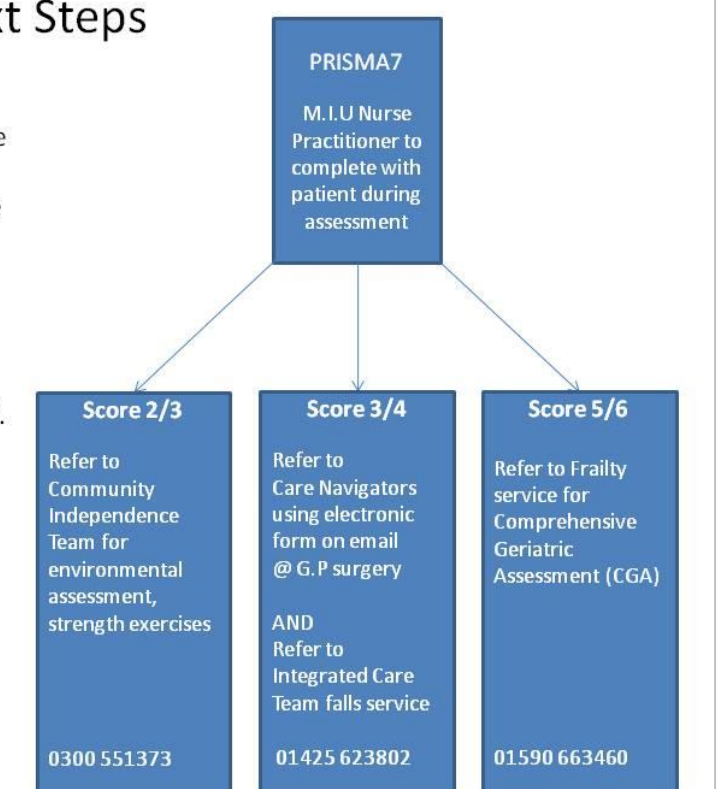 t Steps
e
.
PRISMA7
M.I.U Nurse
Practitioner to
complete with
patient during
assessment
Score 2/3
Refer to
Community
Independence
Team for
environmental
assessment,
strength exercises
0300 551373
Score 3/4
Refer to
Care Navigators
using electronic
form on email
@ G.P surgery
AND
Refer to
Integrated Care
Team falls service
01425 623802
Score 5/6
Refer to Frailty
service for
Comprehensive
Geriatric
Assessment (CGA)
01590 663460